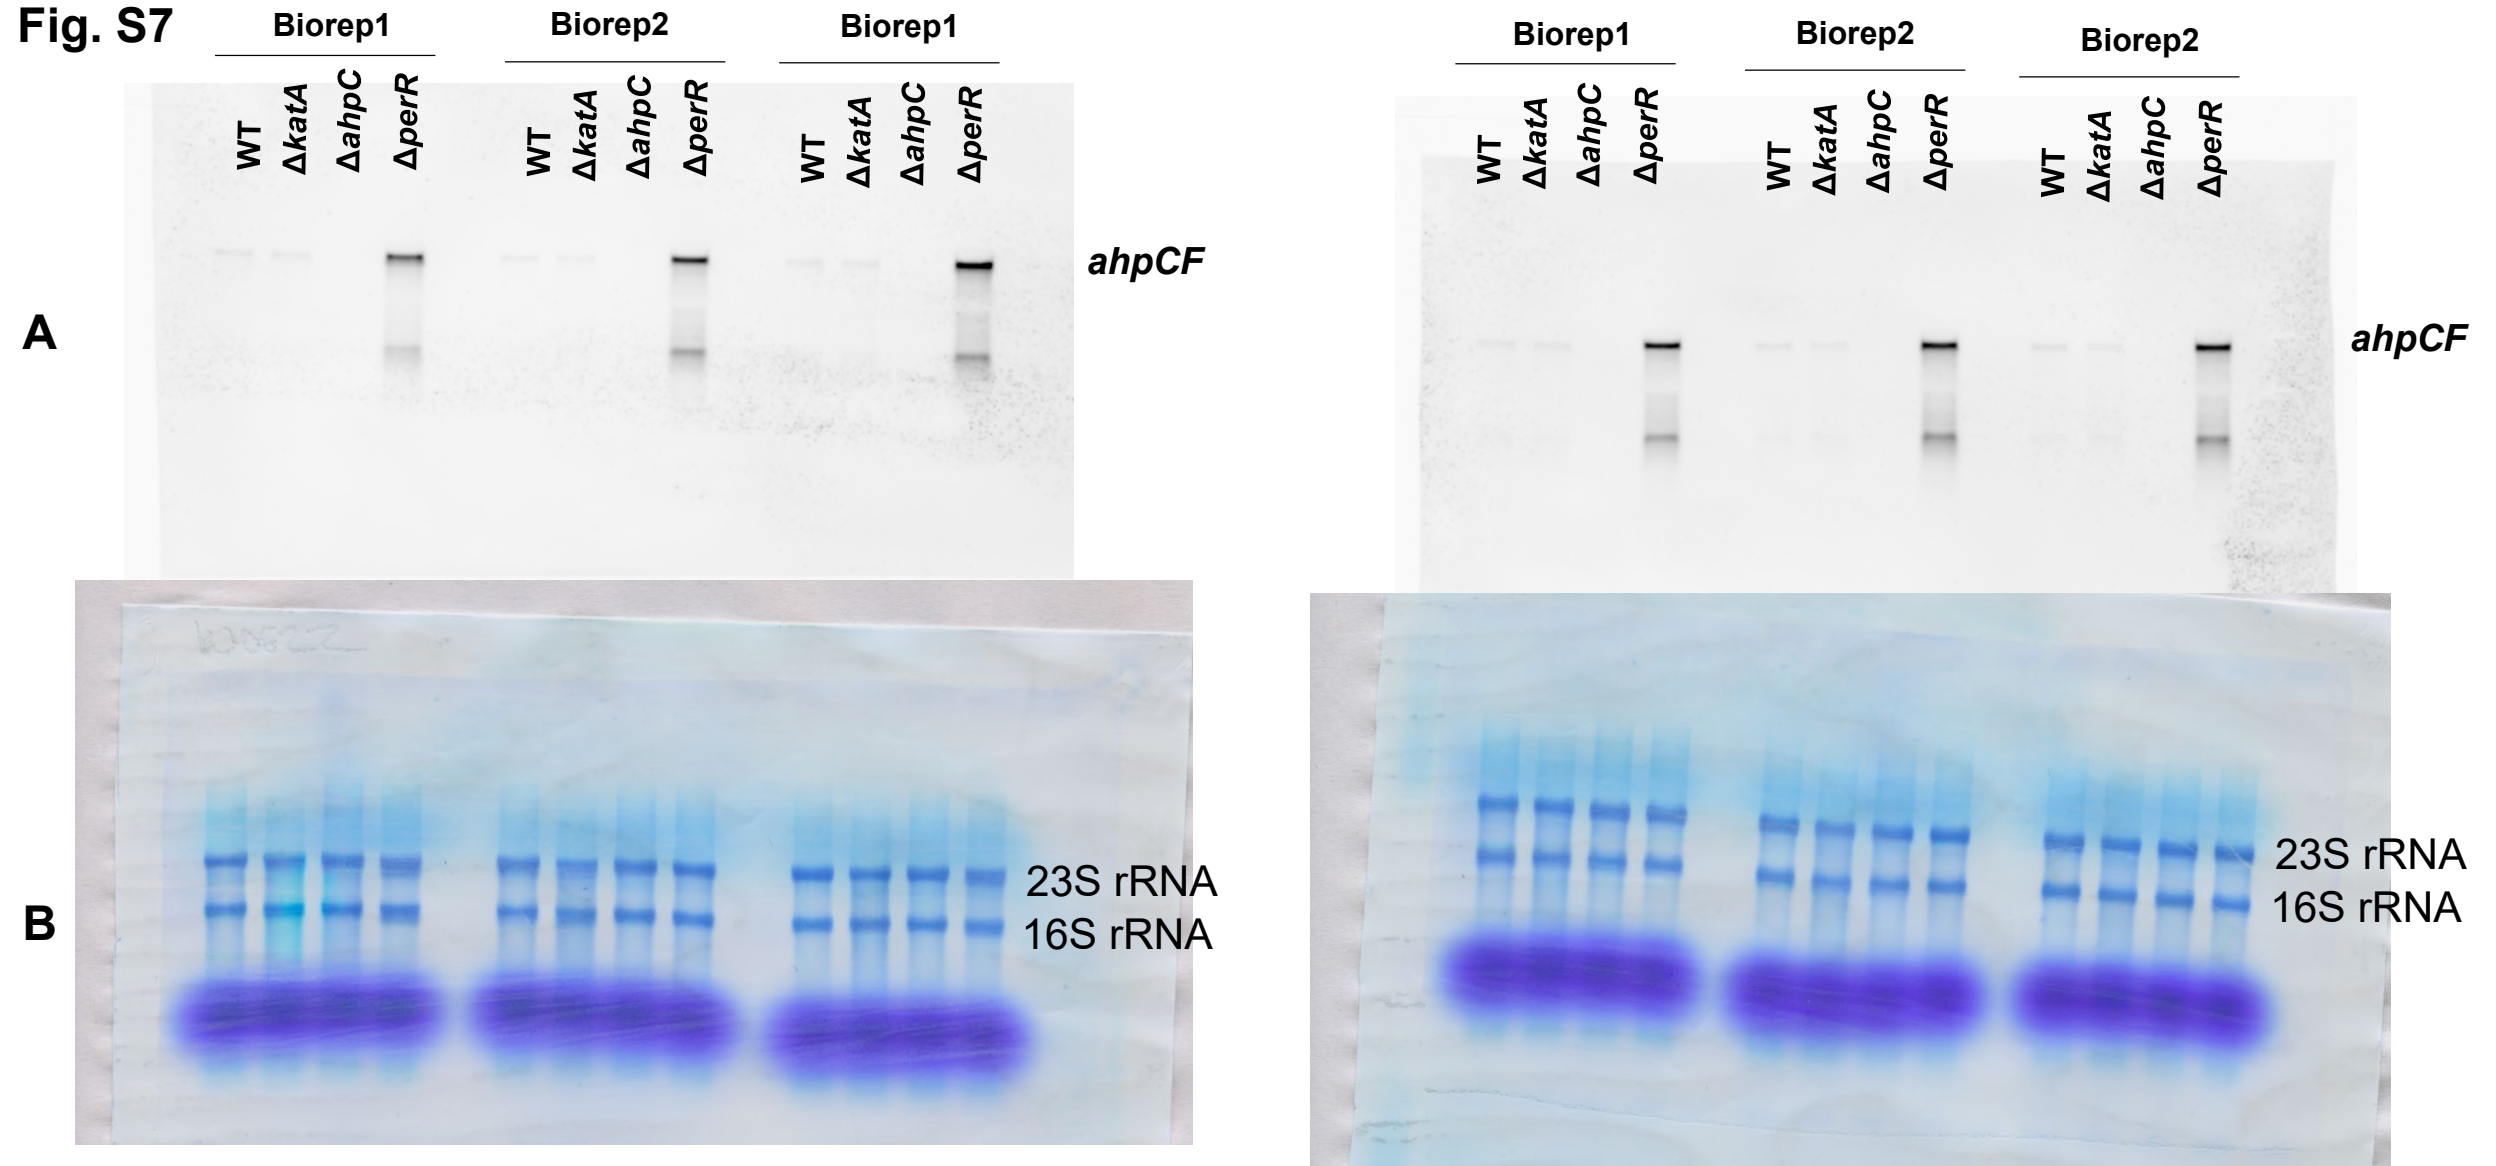 Fig. S7
Biorep1
Biorep2
Biorep1
Biorep1
Biorep2
Biorep2
WT
ΔkatA
ΔahpC
ΔperR
WT
ΔkatA
ΔahpC
ΔperR
WT
ΔkatA
ΔahpC
ΔperR
WT
ΔkatA
ΔahpC
ΔperR
WT
ΔkatA
ΔahpC
ΔperR
WT
ΔkatA
ΔahpC
ΔperR
A
ahpCF
ahpCF
B
23S rRNA
16S rRNA
23S rRNA
16S rRNA